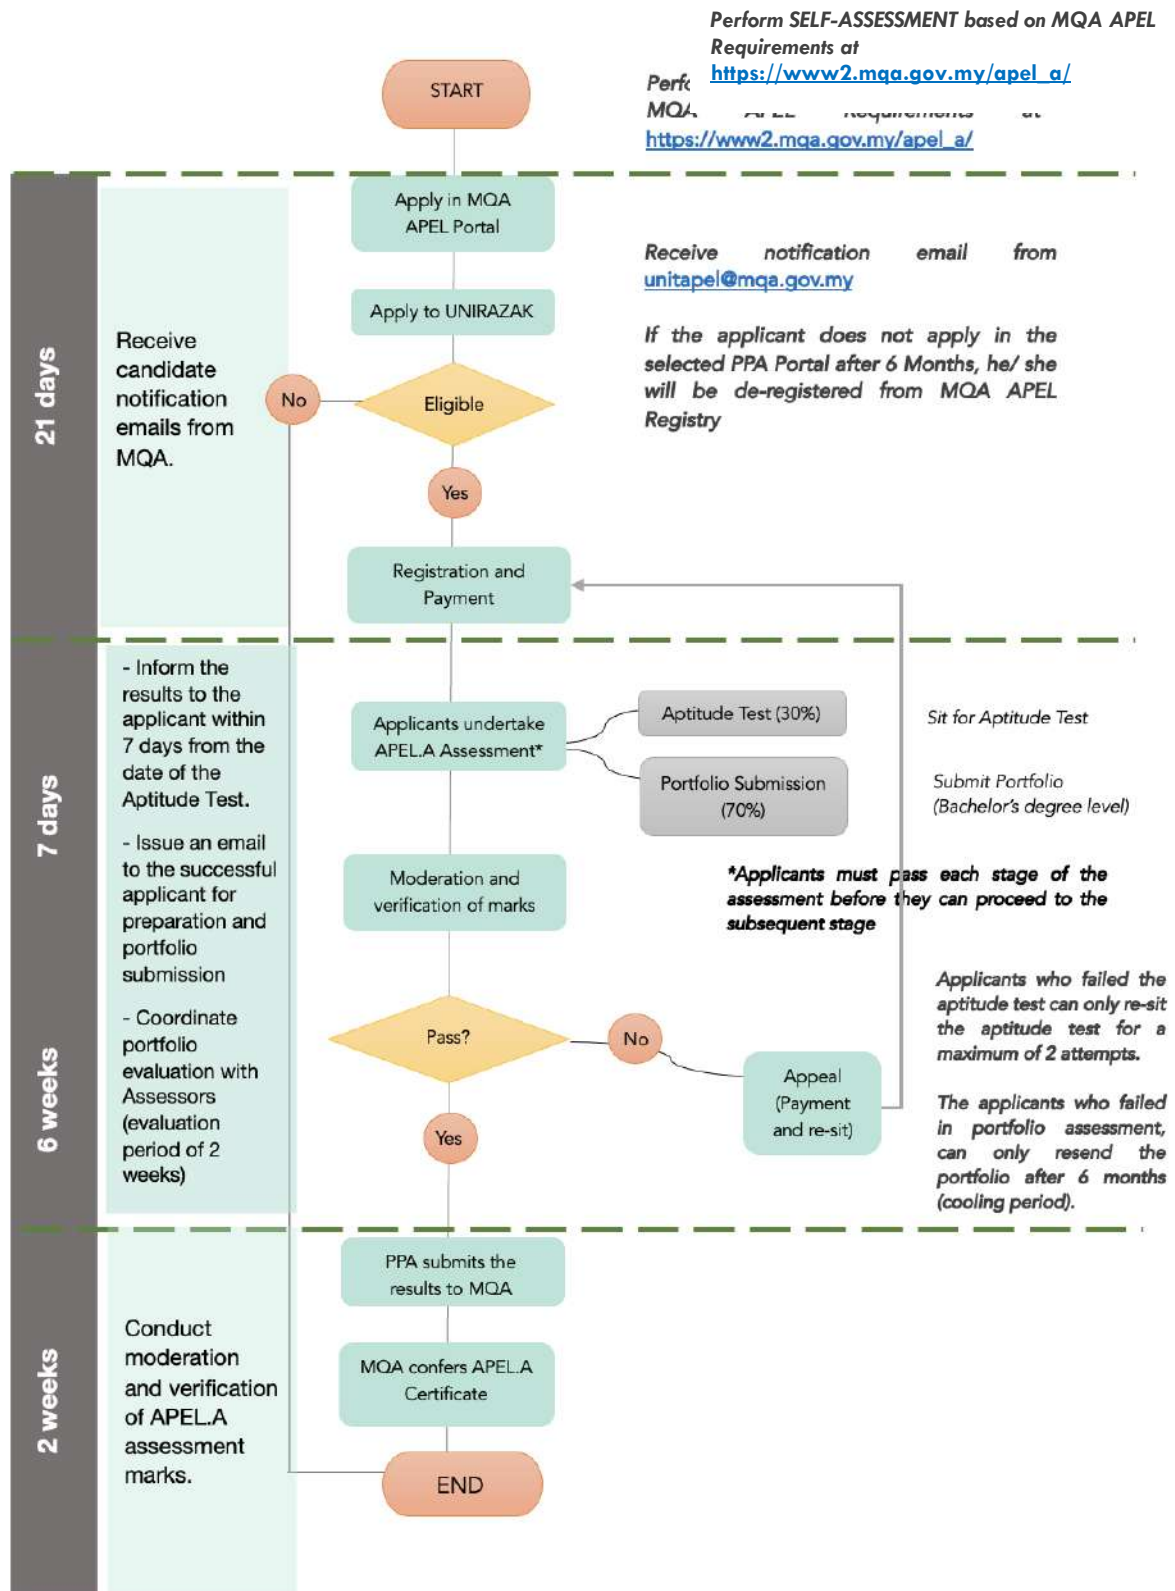 Perform SELF-ASSESSMENT based on MQA APEL
Requirements at
https://www2.mqa.gov.my/apel_a/
START
MQA APEL Requirements at
https://www2.mqa.gov.my/apel_a/
21 days
Receive
candidate
notification
emails from
MQA.
Apply in MQA
APEL Portal
Apply to UNIRAZAK
No
Eligible
Yes
Registration and
Payment
Receive notification email from
unitapel@mqa.gov.my
If the applicant does not apply in the
selected PPA Portal after 6 Months, he/ she
will be de-registered from MQA APEL
Registry
7 days
6 weeks
- Inform the
results to the
applicant within
7 days from the
date of the
Aptitude Test.
- Issue an email
to the successful
applicant for
preparation and
portfolio
submission
- Coordinate
portfolio
evaluation with
Assessors
(evaluation
period of 2
weeks)
Applicants undertake
APEL.A Assessment*
Aptitude Test (30%)
Portfolio Submission
(70%)
Sit for Aptitude Test
Submit Portfolio
(Bachelor's degree level)
Moderation and
verification of marks
*Applicants must pass each stage of the
assessment before they can proceed to the
subsequent stage
Pass?
No
Yes
Appeal
(Payment
and re-sit)
Applicants who failed the
aptitude test can only re-sit
the aptitude test for a
maximum of 2 attempts.
The applicants who failed
in portfolio assessment,
can only resend the
portfolio after 6 months
(cooling period).
2 weeks
Conduct
moderation
and verification
of APEL.A
assessment
marks.
PPA submits the
results to MQA
MQA confers APEL.A
Certificate
END